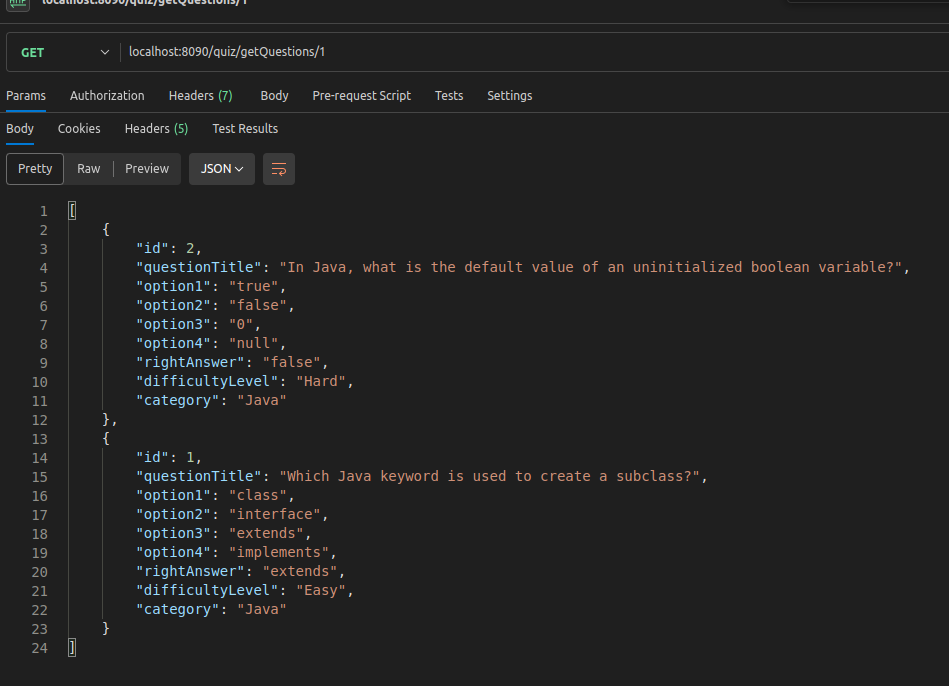 HTTP localhost:8090/quiz/getQuestions/1
GET localhost:8090/quiz/getQuestions/1
Params Authorization Headers (7) Body Pre-request Script Tests Settings
Body Cookies Headers (5) Test Results
Pretty Raw Preview JSON
1 [
2 {
3 "id": 2,
4 "questionTitle": "In Java, what is the default value of an uninitialized boolean variable?",
5 "option1": "true",
6 "option2": "false",
7 "option3": "0",
8 "option4": "null",
9 "rightAnswer": "false",
10 "difficultyLevel": "Hard",
11 "category": "Java"
12 },
13 {
14 "id": 1,
15 "questionTitle": "Which Java keyword is used to create a subclass?",
16 "option1": "class",
17 "option2": "interface",
18 "option3": "extends",
19 "option4": "implements",
20 "rightAnswer": "extends",
21 "difficultyLevel": "Easy",
22 "category": "Java"
23 }
24 ]